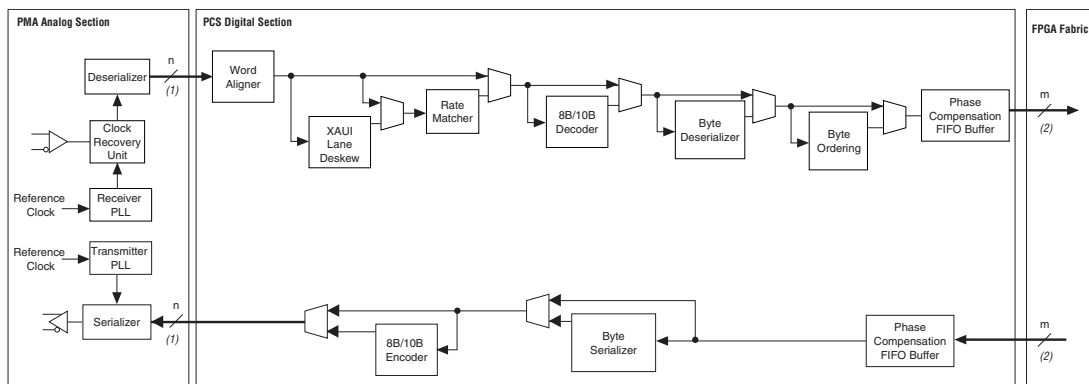 PMA Analog Section
PCS Digital Section
FPGA Fabric
n
(1)
Deserializer
Word
Aligner
Clock
Recovery
Unit
XAUI
Lane
Deskew
Rate
Matcher
8B/10B
Decoder
Byte
Deserializer
Byte
Ordering
Phase
Compensation
FIFO Buffer
m
(2)
Reference
Clock
Receiver
PLL
Reference
Clock
Transmitter
PLL
Serializer
n
(1)
8B/10B
Encoder
Byte
Serializer
Phase
Compensation
FIFO Buffer
m
(2)